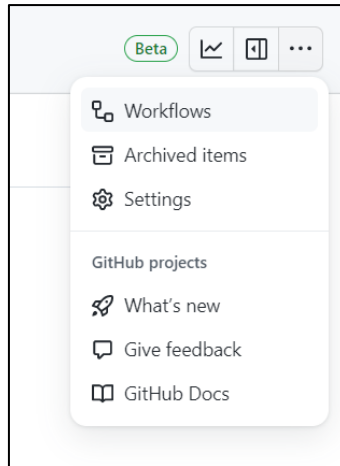 Beta
Workflows
Archived items
Settings
GitHub projects
What's new
Give feedback
GitHub Docs